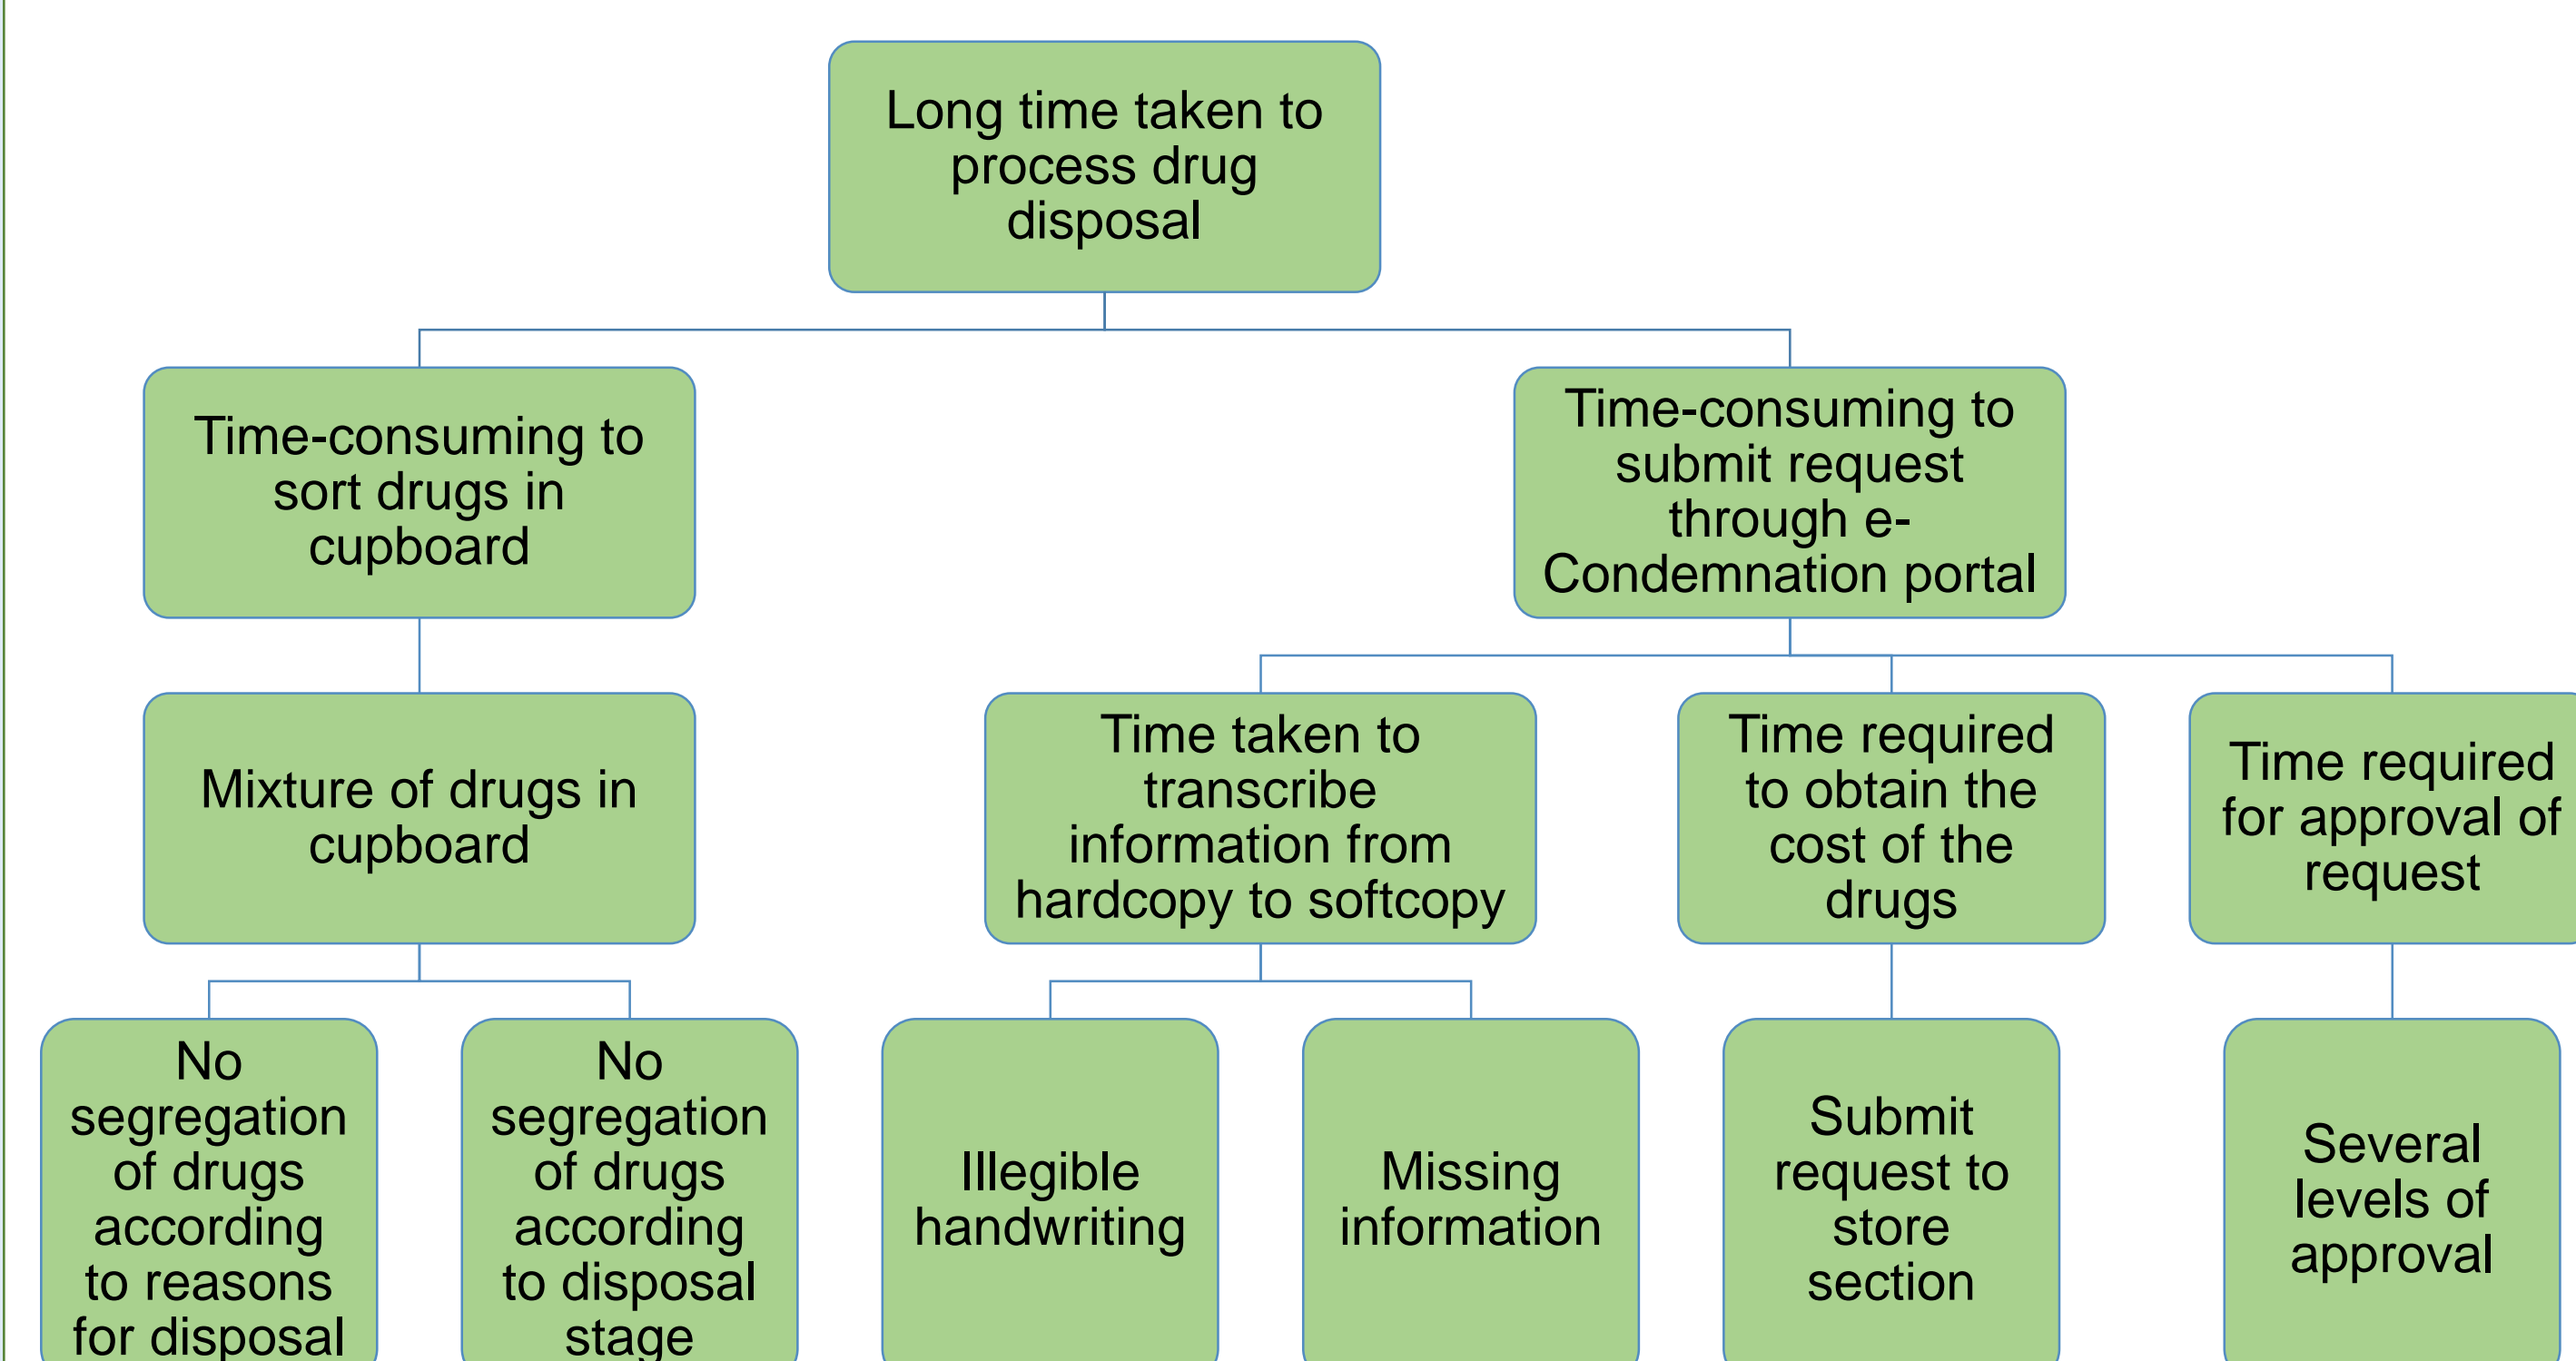 Long time taken to
process drug
disposal
Time-consuming to
sort drugs in
cupboard
Time-consuming to
submit request
through e-
Condemnation portal
Mixture of drugs in
cupboard
Time taken to
transcribe
information from
hardcopy to softcopy
Time required
to obtain the
cost of the
drugs
Time required
for approval of
request
No
segregation
of drugs
according
to reasons
for disposal
No
segregation
of drugs
according
to disposal
stage
Illegible
handwriting
Missing
information
Submit
request to
store
section
Several
levels of
approval